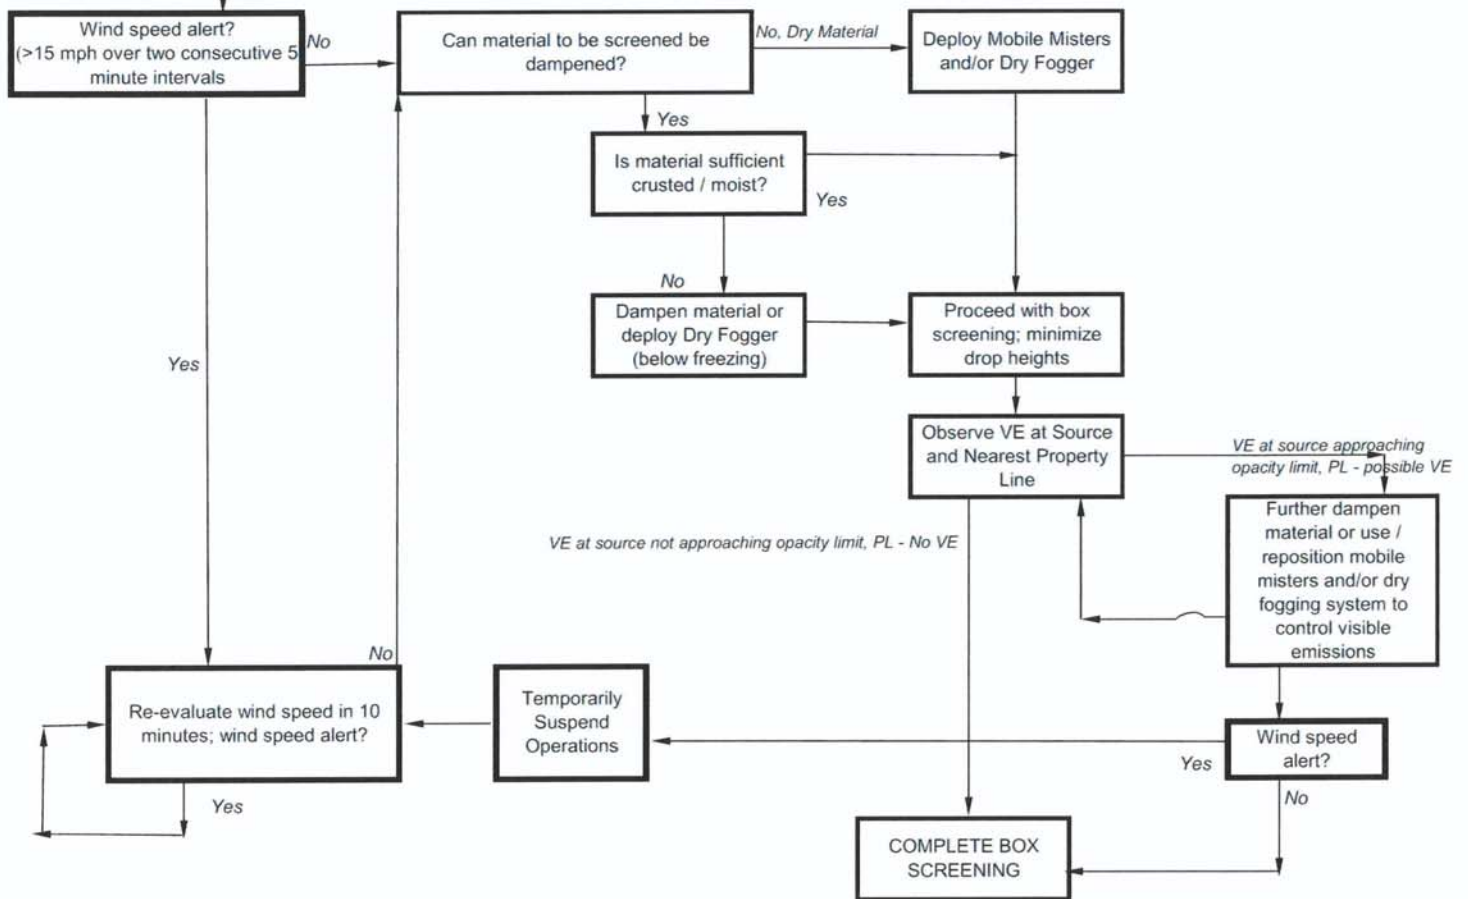 Wind speed alert?
(>15 mph over two consecutive 5
minute intervals
No
Can material to be screened be
dampened?
No, Dry Material
Deploy Mobile Misters
and/or Dry Fogger
Yes
Is material sufficient
crusted / moist?
Yes
No
Dampen material or
deploy Dry Fogger
(below freezing)
Proceed with box
screening; minimize
drop heights
Yes
Observe VE at Source
and Nearest Property
Line
VE at source approaching
opacity limit, PL - possible VE
Further dampen
material or use /
reposition mobile
misters and/or dry
fogging system to
control visible
emissions
VE at source not approaching opacity limit, PL - No VE
No
Re-evaluate wind speed in 10
minutes; wind speed alert?
Yes
Temporarily
Suspend
Operations
Wind speed
alert?
Yes
No
COMPLETE BOX
SCREENING